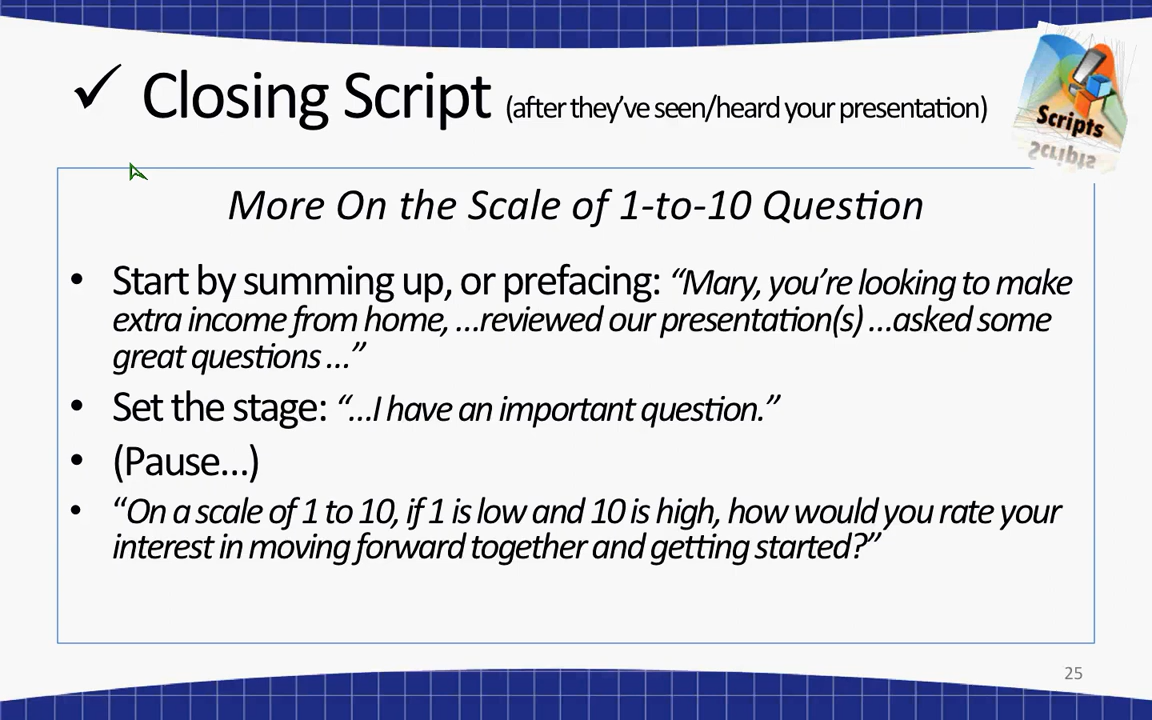 ✓ Closing Script (after they've seen/heard your presentation)
Scripts
More On the Scale of 1-to-10 Question
• Start by summing up, or prefacing: “Mary, you’re looking to make
extra income from home, ...reviewed our presentation(s) ...asked some
great questions ...”
• Set the stage: “...I have an important question.”
• (Pause...)
• “On a scale of 1 to 10, if 1 is low and 10 is high, how would you rate your
interest in moving forward together and getting started?”
25